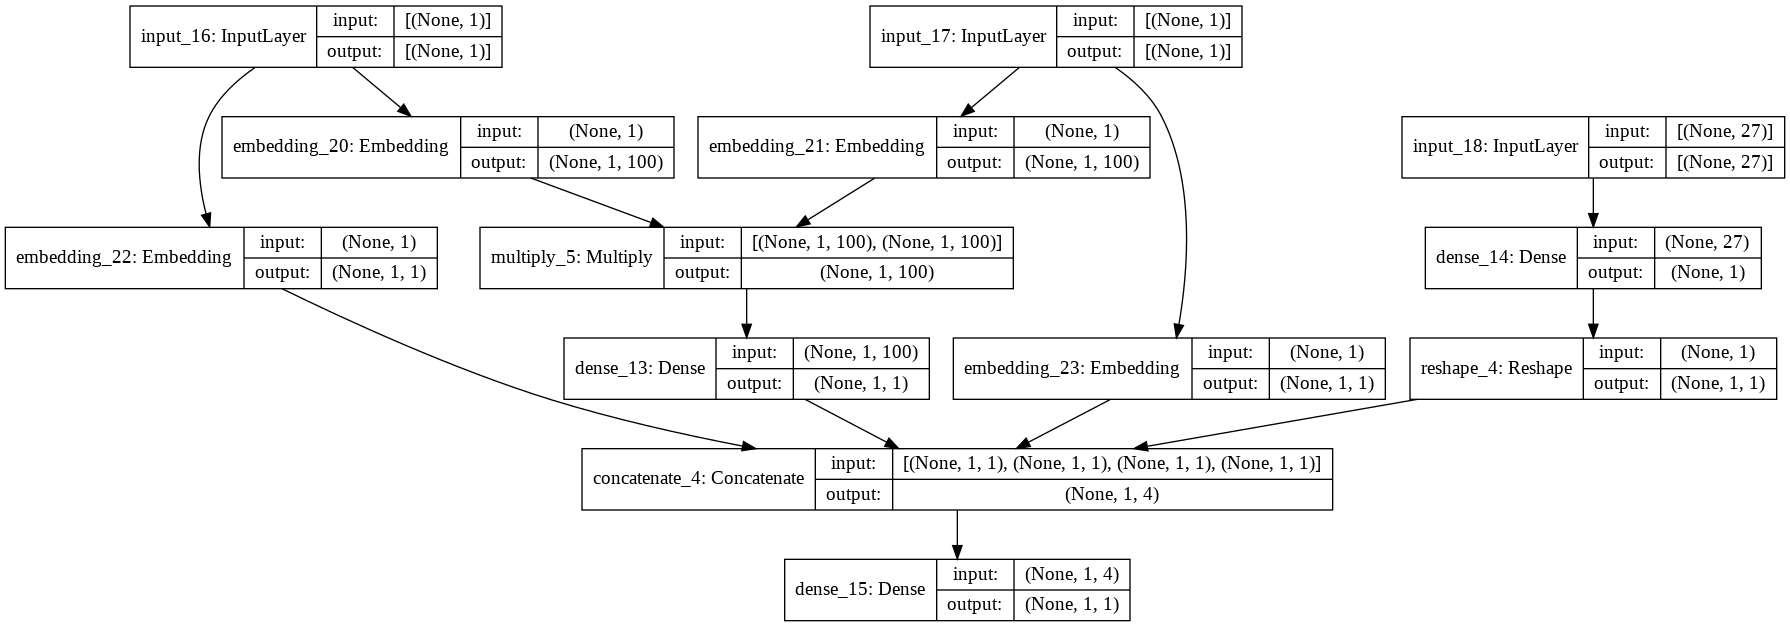 input_16: InputLayer
input:
[(None, 1)]
output:
[(None, 1)]
input_17: InputLayer
input:
[(None, 1)]
output:
[(None, 1)]
embedding_20: Embedding
input:
(None, 1)
output:
(None, 1, 100)
embedding_21: Embedding
input:
(None, 1)
output:
(None, 1, 100)
input_18: InputLayer
input:
[(None, 27)]
output:
[(None, 27)]
embedding_22: Embedding
input:
(None, 1)
output:
(None, 1, 1)
multiply_5: Multiply
input:
[(None, 1, 100), (None, 1, 100)]
output:
(None, 1, 100)
dense_14: Dense
input:
(None, 27)
output:
(None, 1)
dense_13: Dense
input:
(None, 1, 100)
output:
(None, 1, 1)
embedding_23: Embedding
input:
(None, 1)
output:
(None, 1, 1)
reshape_4: Reshape
input:
(None, 1)
output:
(None, 1, 1)
concatenate_4: Concatenate
input:
[(None, 1, 1), (None, 1, 1), (None, 1, 1), (None, 1, 1)]
output:
(None, 1, 4)
dense_15: Dense
input:
(None, 1, 4)
output:
(None, 1, 1)